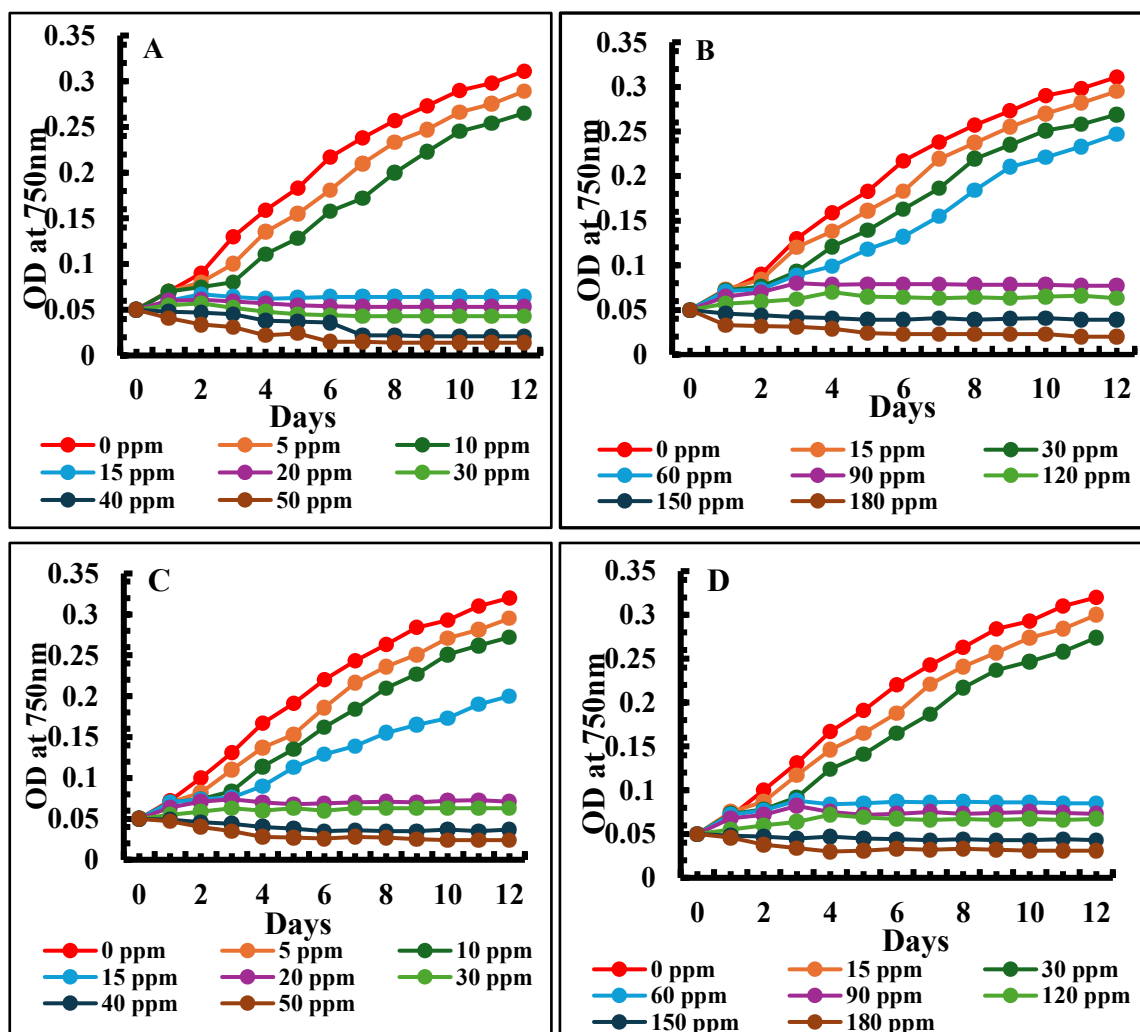 A
OD at 750nm
0.35
0.3
0.25
0.2
0.15
0.1
0.05
0
0 2 4 6 8 10 12
Days
0 ppm 5 ppm 10 ppm
15 ppm 20 ppm 30 ppm
40 ppm 50 ppm
B
OD at 750nm
0.35
0.3
0.25
0.2
0.15
0.1
0.05
0
0 2 4 6 8 10 12
Days
0 ppm 15 ppm 30 ppm
60 ppm 90 ppm 120 ppm
150 ppm 180 ppm
C
OD at 750nm
0.35
0.3
0.25
0.2
0.15
0.1
0.05
0
0 2 4 6 8 10 12
Days
0 ppm 5 ppm 10 ppm
15 ppm 20 ppm 30 ppm
40 ppm 50 ppm
D
OD at 750nm
0.35
0.3
0.25
0.2
0.15
0.1
0.05
0
0 2 4 6 8 10 12
Days
0 ppm 15 ppm 30 ppm
60 ppm 90 ppm 120 ppm
150 ppm 180 ppm